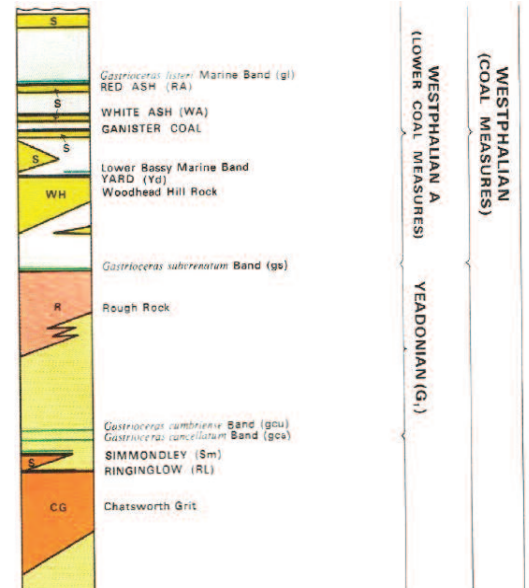 S
Gastrioceras listeri Marine Band (gl)
RED ASH (RA)
S
WHITE ASH (WA)
GANISTER COAL
S
S
Lower Bassy Marine Band
YARD (Yd)
WH
Woodhead Hill Rock
Gastrioceras subcrenatum Band (gs)
R
Rough Rock
Gastrioceras cumbriense Band (gcu)
Gastrioceras cancellatum Band (gca)
SIMMONDLEY (Sm)
S
RINGINGLOW (RL)
CG
Chatsworth Grit
WESTPHALIAN A
(LOWER COAL MEASURES)
YEADONIAN (G₁)
WESTPHALIAN
(COAL MEASURES)